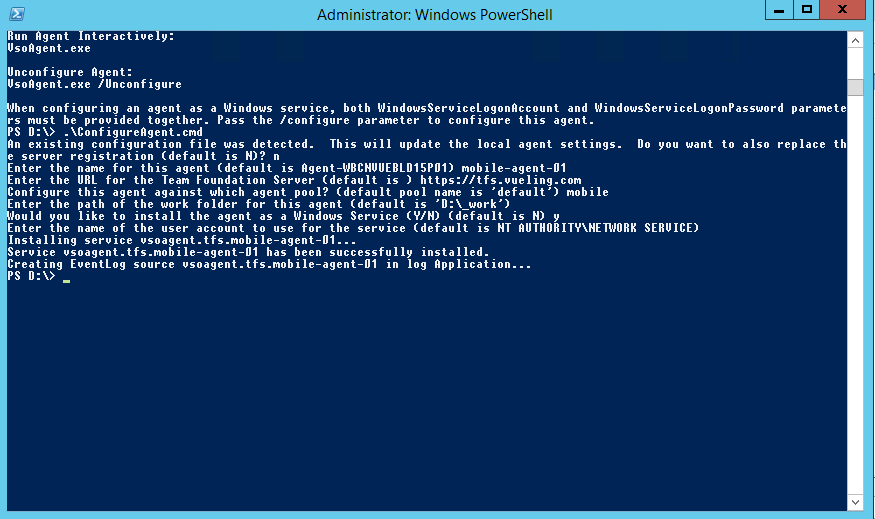 Administrator: Windows PowerShell
Run Agent Interactively:
VsoAgent.exe
Unconfigure Agent:
VsoAgent.exe /Unconfigure
When configuring an agent as a Windows service, both WindowsServiceLogonAccount and WindowsServiceLogonPassword paramete
rs must be provided together. Pass the /configure parameter to configure this agent.
PS D:\> .\ConfigureAgent.cmd
An existing configuration file was detected.  This will update the local agent settings.  Do you want to also replace th
e server registration (default is N)? n
Enter the name for this agent (default is Agent-WBCNVUEBLD15P01) mobile-agent-01
Enter the URL for the Team Foundation Server (default is ) https://tfs.vueling.com
Configure this agent against which agent pool? (default pool name is 'default') mobile
Enter the path of the work folder for this agent (default is 'D:\_work')
Would you like to install the agent as a Windows Service (Y/N) (default is N) y
Enter the name of the user account to use for the service (default is NT AUTHORITY\NETWORK SERVICE)
Installing service vsoagent.tfs.mobile-agent-01...
Service vsoagent.tfs.mobile-agent-01 has been successfully installed.
Creating EventLog source vsoagent.tfs.mobile-agent-01 in log Application...
PS D:\>